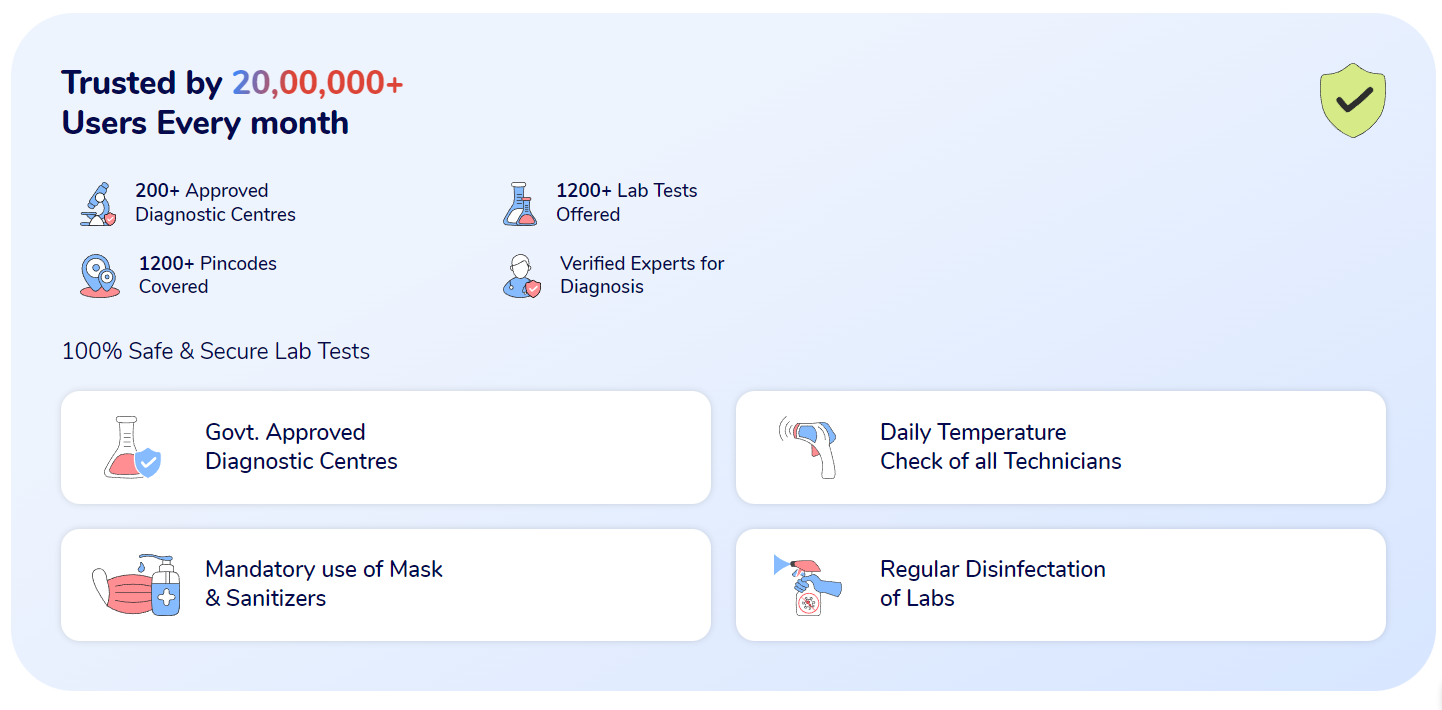 Trusted by 20,00,000+
Users Every month
200+ Approved
Diagnostic Centres
1200+ Lab Tests
Offered
1200+ Pincodes
Covered
Verified Experts for
Diagnosis
100% Safe & Secure Lab Tests
Govt. Approved
Diagnostic Centres
Daily Temperature
Check of all Technicians
Mandatory use of Mask
& Sanitizers
Regular Disinfectation
of Labs